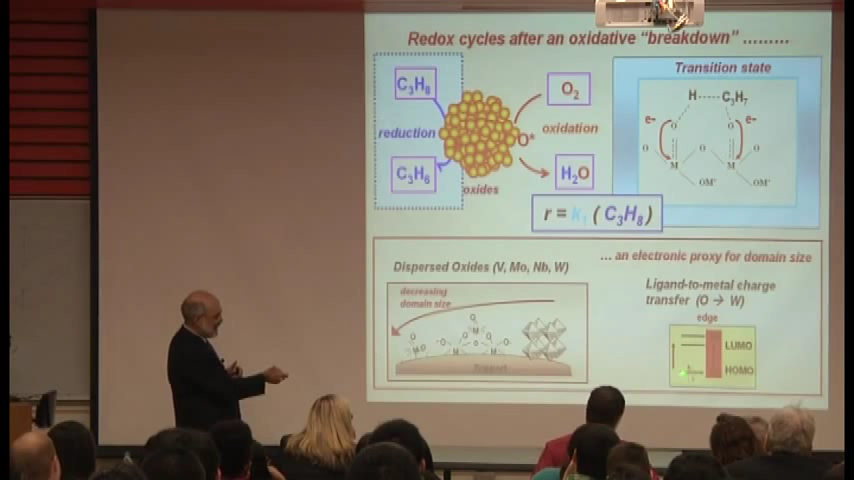 Redox cycles after an oxidative “breakdown” .........
C3H8
O2
reduction
O*
oxidation
C3H6
H2O
oxides
r = k1 ( C3H8 )
Transition state
H ---- C3H7
e-
e-
O
O
O
M
O
M
O
OM'
OM'
... an electronic proxy for domain size
Dispersed Oxides (V, Mo, Nb, W)
decreasing
domain size
Support
Ligand-to-metal charge
transfer (O → W)
edge
LUMO
HOMO